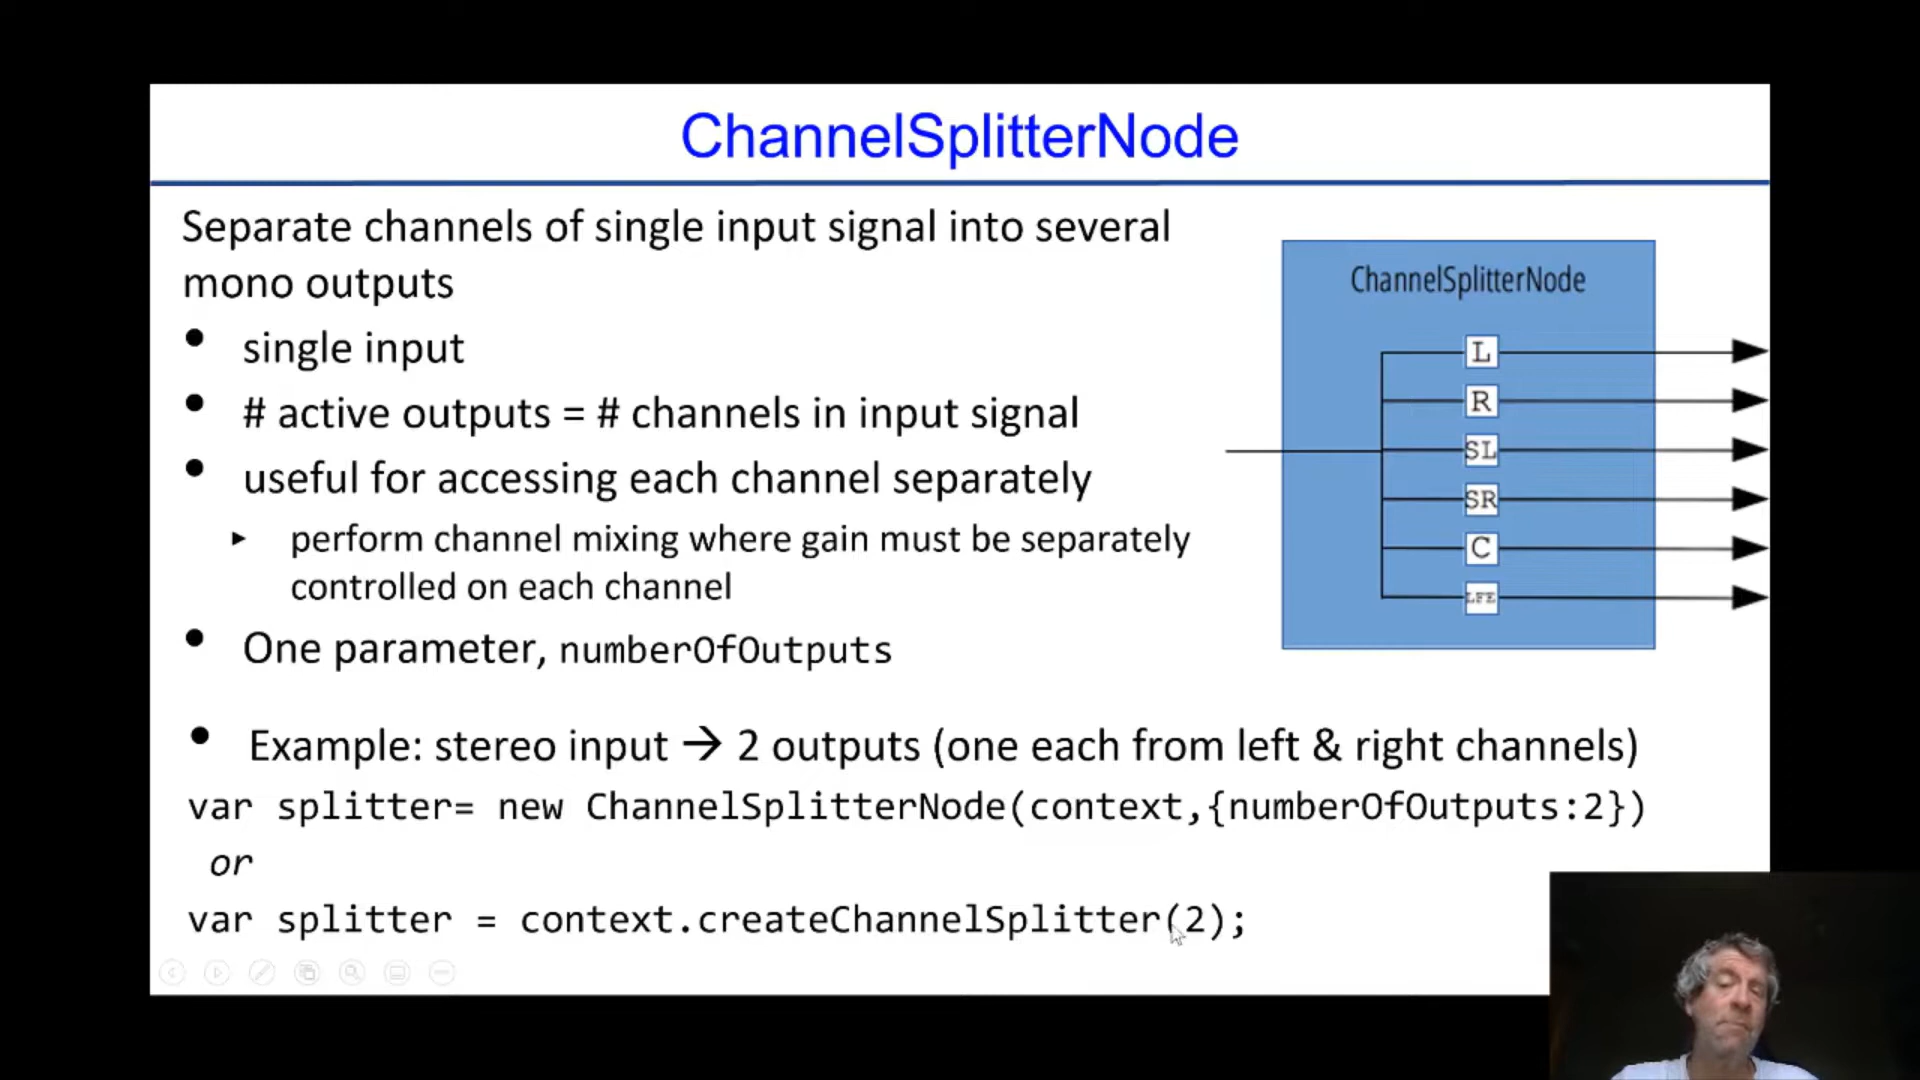 ChannelSplitterNode
Separate channels of single input signal into several
mono outputs
• single input
• # active outputs = # channels in input signal
• useful for accessing each channel separately
▸ perform channel mixing where gain must be separately
controlled on each channel
• One parameter, numberOfOutputs
• Example: stereo input → 2 outputs (one each from left & right channels)
var splitter= new ChannelSplitterNode(context,{numberOfOutputs:2})
or
var splitter = context.createChannelSplitter(2);
ChannelSplitterNode
L
R
SL
SR
C
LFE